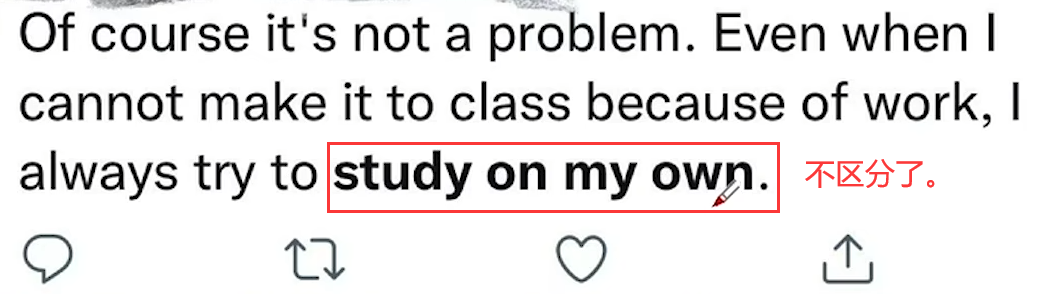 Of course it's not a problem. Even when I
cannot make it to class because of work, I
always try to study on my own. 不区分了。